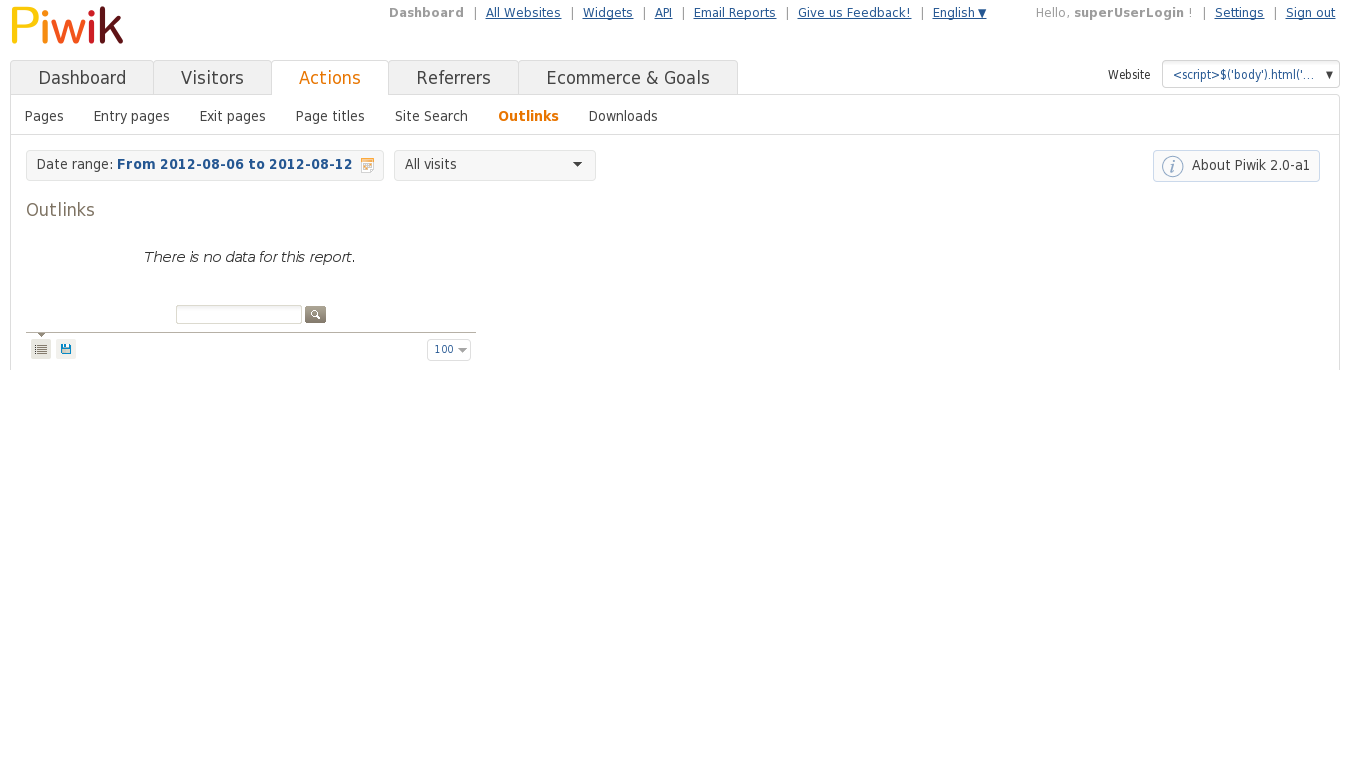 Piwik
Dashboard | All Websites | Widgets | API | Email Reports | Give us Feedback! | English ▼
Hello, superUserLogin ! | Settings | Sign out
Dashboard Visitors Actions Referrers Ecommerce & Goals
Website <script>$('body').html('... ▼
Pages Entry pages Exit pages Page titles Site Search Outlinks Downloads
Date range: From 2012-08-06 to 2012-08-12 All visits
i About Piwik 2.0-a1
Outlinks
There is no data for this report.
100